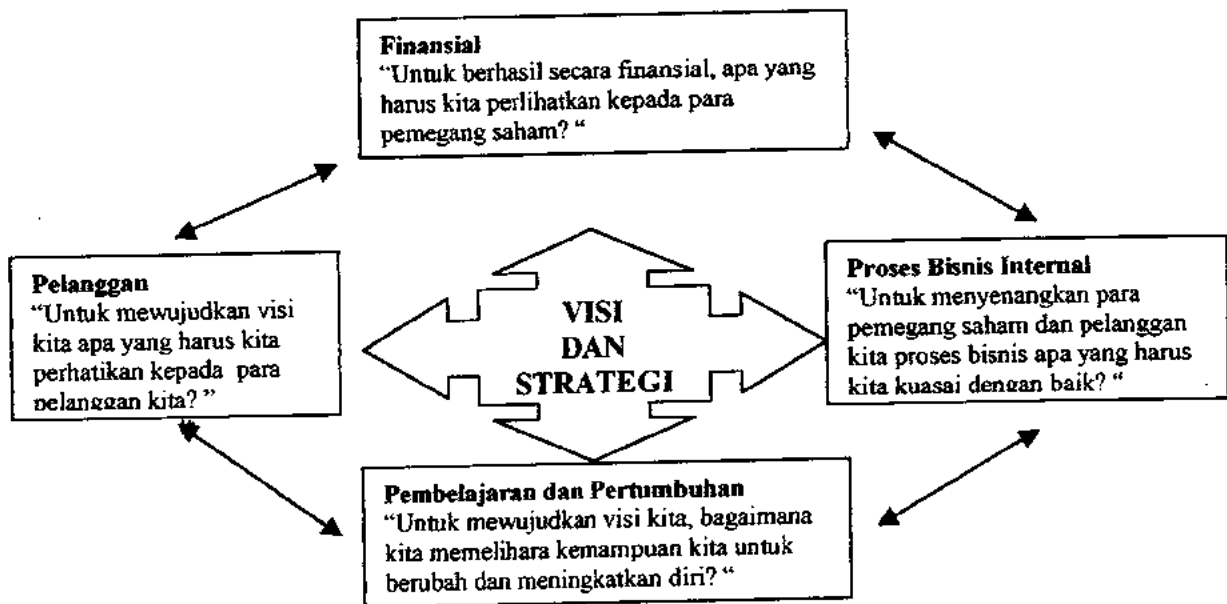 Finansial
“Untuk berhasil secara finansial, apa yang
harus kita perlihatkan kepada para
pemegang saham? “
Pelanggan
“Untuk mewujudkan visi
kita apa yang harus kita
perhatikan kepada para
pelanggan kita? ”
VISI
DAN
STRATEGI
Proses Bisnis Internal
“Untuk menyenangkan para
pemegang saham dan pelanggan
kita proses bisnis apa yang harus
kita kuasai dengan baik? “
Pembelajaran dan Pertumbuhan
“Untuk mewujudkan visi kita, bagaimana
kita memelihara kemampuan kita untuk
berubah dan meningkatkan diri? “